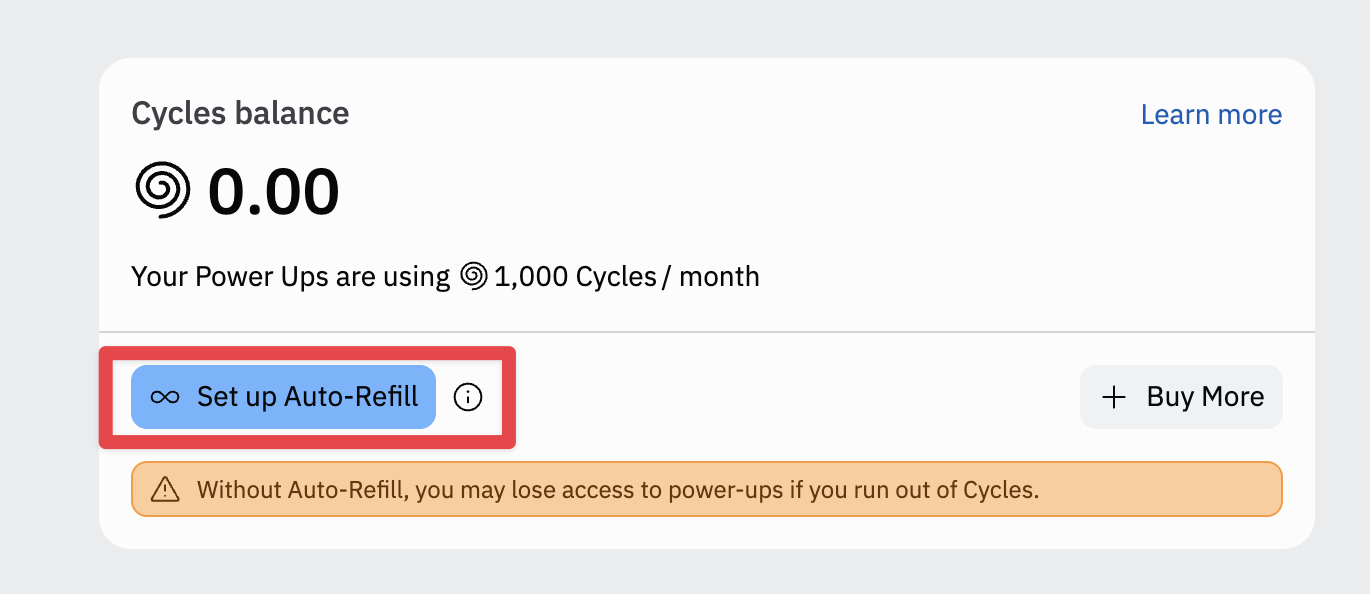 Cycles balance
Learn more
0.00
Your Power Ups are using 1,000 Cycles / month
Set up Auto-Refill
Buy More
Without Auto-Refill, you may lose access to power-ups if you run out of Cycles.